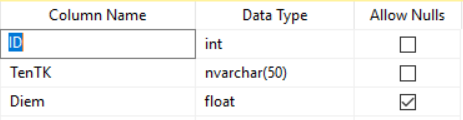 Column Name Data Type Allow Nulls
ID int
TenTK nvarchar(50)
Diem float